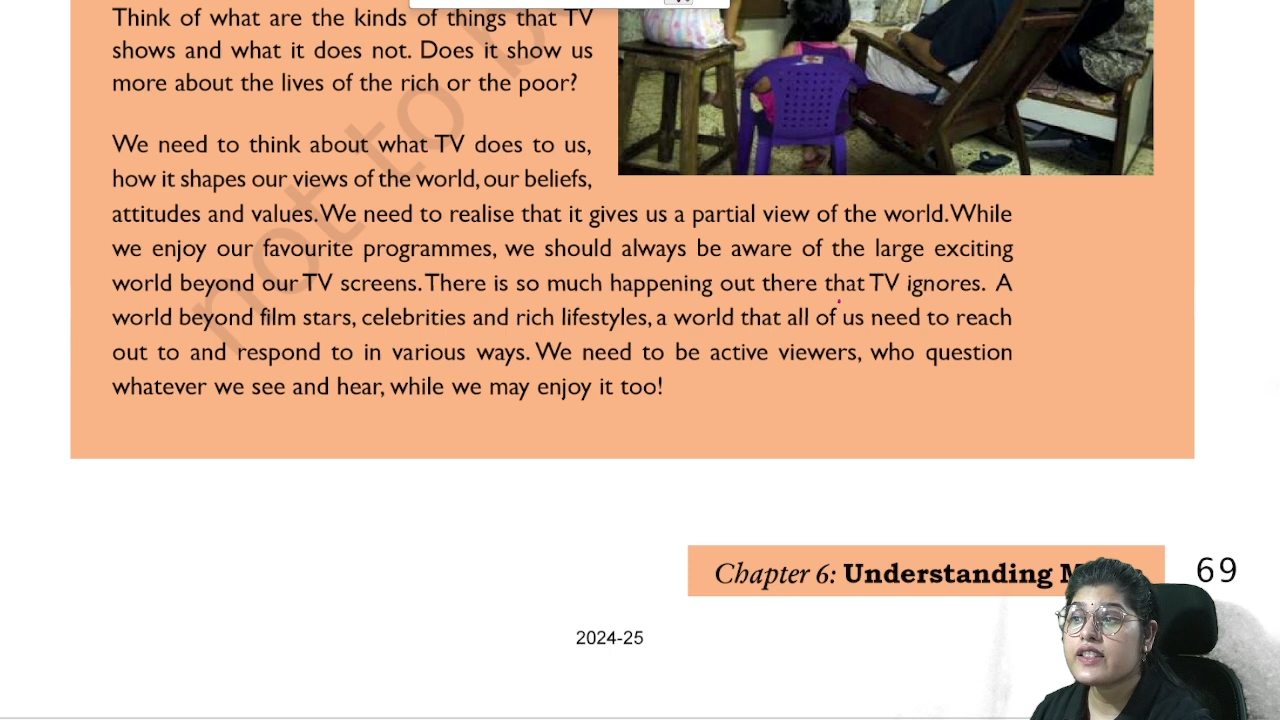 Think of what are the kinds of things that TV
shows and what it does not. Does it show us
more about the lives of the rich or the poor?
We need to think about what TV does to us,
how it shapes our views of the world, our beliefs,
attitudes and values. We need to realise that it gives us a partial view of the world. While
we enjoy our favourite programmes, we should always be aware of the large exciting
world beyond our TV screens. There is so much happening out there that TV ignores. A
world beyond film stars, celebrities and rich lifestyles, a world that all of us need to reach
out to and respond to in various ways. We need to be active viewers, who question
whatever we see and hear, while we may enjoy it too!
not to b
Chapter 6: Understanding
69
2024-25